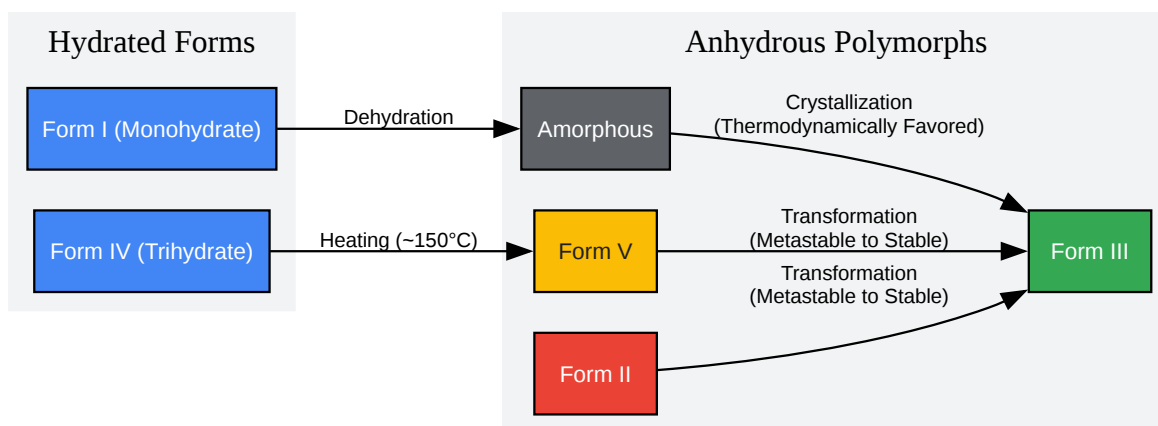 Hydrated Forms
Anhydrous Polymorphs
Form I (Monohydrate)
Dehydration
Amorphous
Crystallization
(Thermodynamically Favored)
Form IV (Trihydrate)
Heating (~150°C)
Form V
Transformation
(Metastable to Stable)
Form III
Transformation
(Metastable to Stable)
Form II